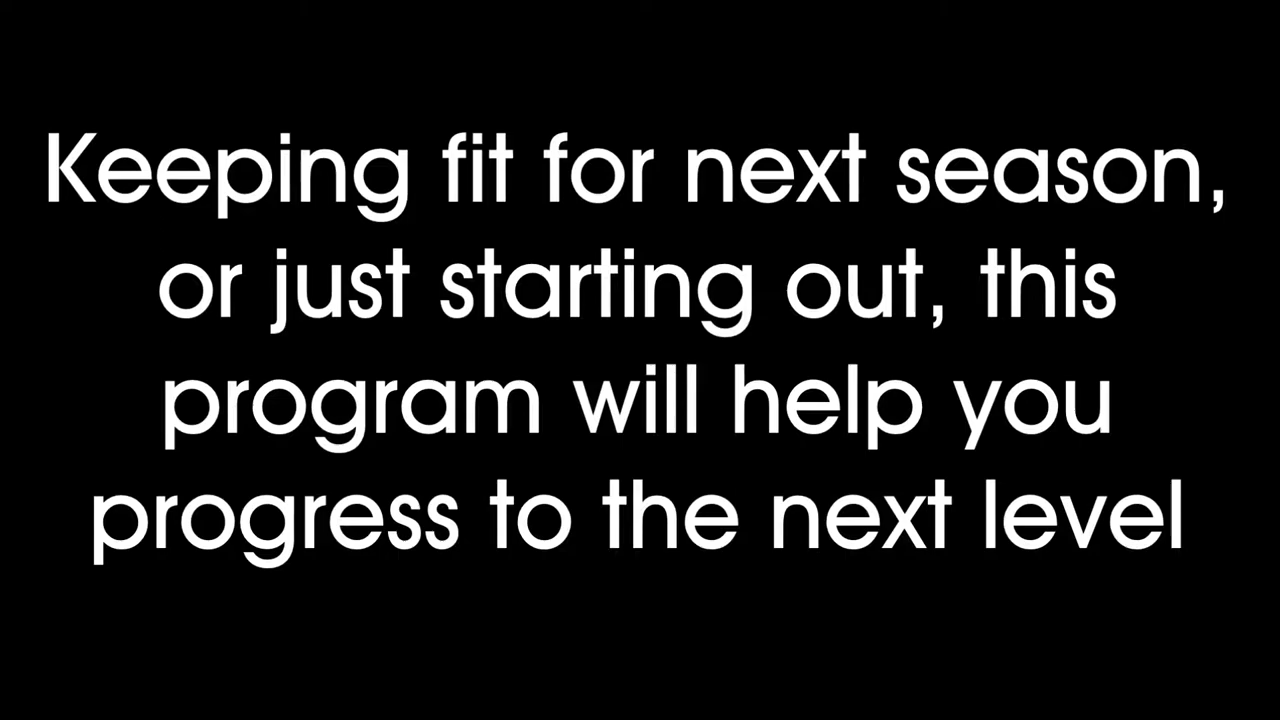 Keeping fit for next season,
or just starting out, this
program will help you
progress to the next level